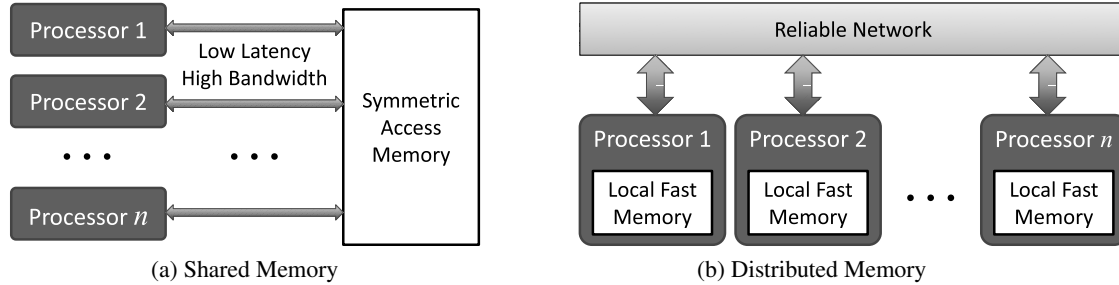 Processor 1
Low Latency
High Bandwidth
Processor 2
Symmetric
Access
Memory
• • •
• • •
Processor n
(a) Shared Memory
Reliable Network
Processor 1
Local Fast
Memory
Processor 2
Local Fast
Memory
• • •
Processor n
Local Fast
Memory
(b) Distributed Memory